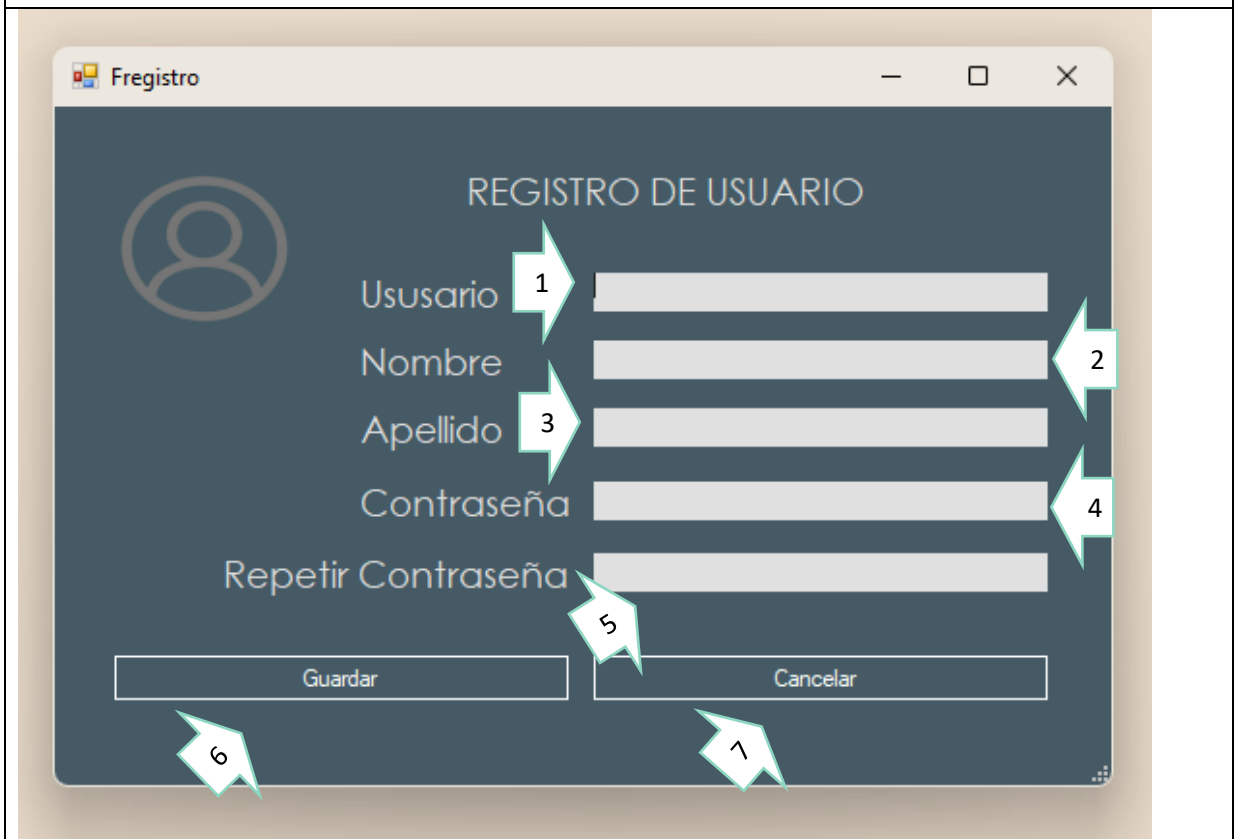 Fregistro
REGISTRO DE USUARIO
Ususario 1
Nombre 2
Apellido 3
Contraseña 4
Repetir Contraseña 5
Guardar Cancelar
6 7